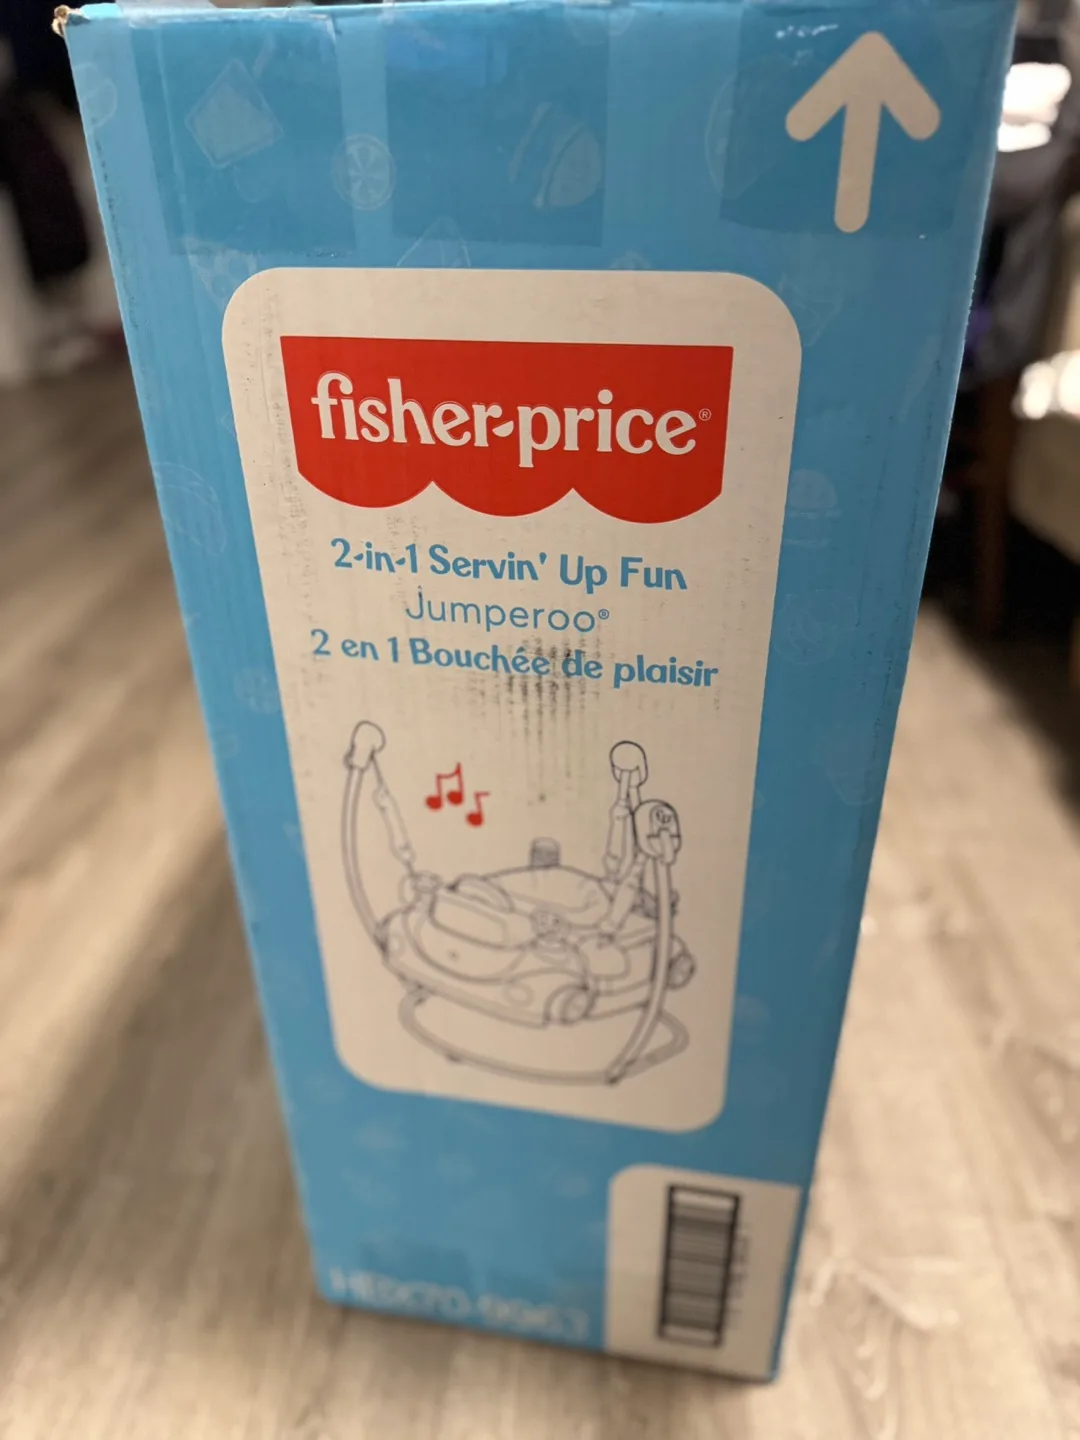 fisher-price®
2-in-1 Servin' Up Fun
Jumperoo®
2 en 1 Bouchée de plaisir